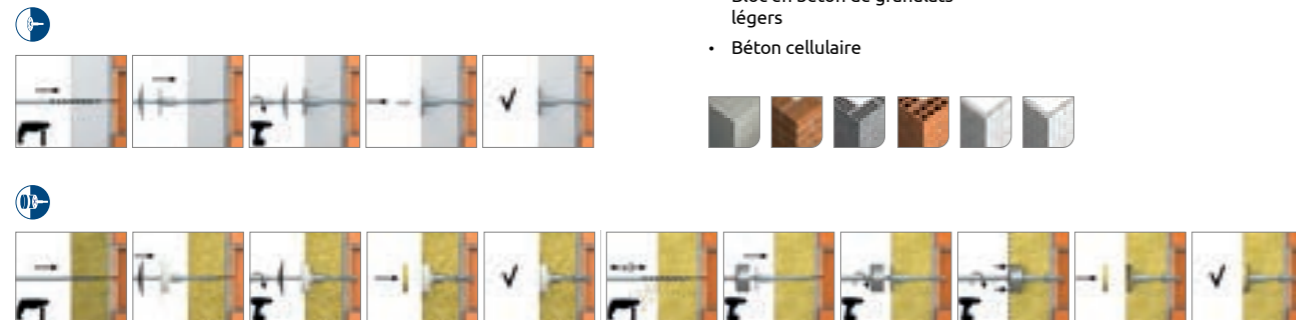 Bloc en béton de granulats
légers
• Béton cellulaire